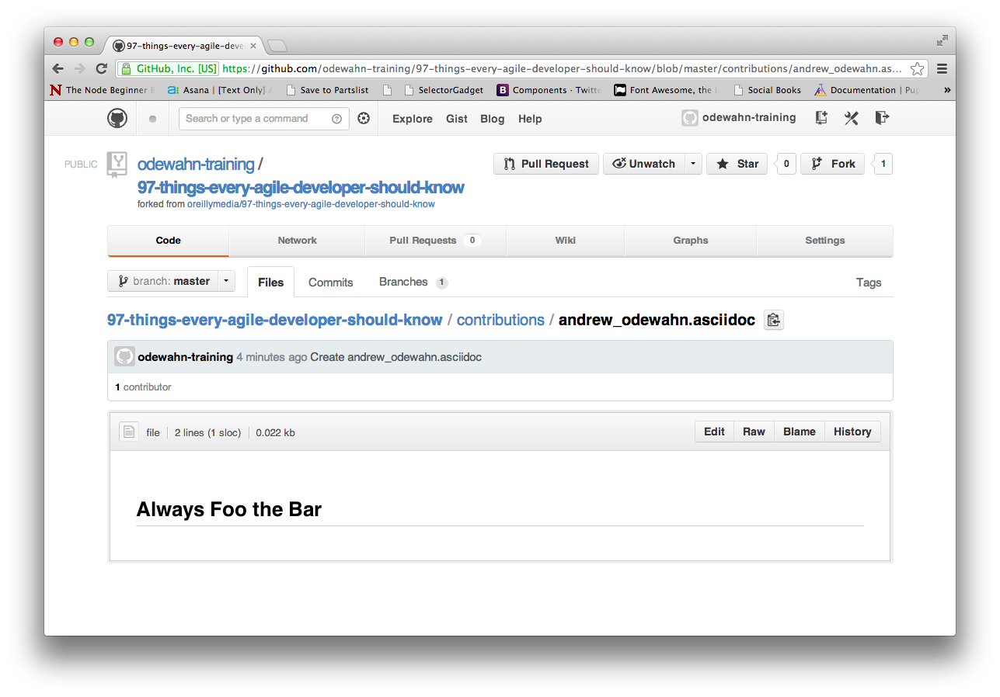 97-things-every-agile-deve
GitHub, Inc. [US] https://github.com/odewahn-training/97-things-every-agile-developer-should-know/blob/master/contributions/andrew_odewahn.as...
The Node Beginner Asana | [Text Only] Save to Partslist SelectorGadget Components · Twitte Font Awesome, the Social Books Documentation | Pup »
Search or type a command Explore Gist Blog Help odewahn-training
PUBLIC odewahn-training / Pull Request Unwatch Star 0 Fork 1
97-things-every-agile-developer-should-know
forked from oreillymedia/97-things-every-agile-developer-should-know
Code Network Pull Requests 0 Wiki Graphs Settings
branch: master Files Commits Branches 1 Tags
97-things-every-agile-developer-should-know / contributions / andrew_odewahn.asciidoc
odewahn-training 4 minutes ago Create andrew_odewahn.asciidoc
1 contributor
file 2 lines (1 sloc) 0.022 kb Edit Raw Blame History
Always Foo the Bar